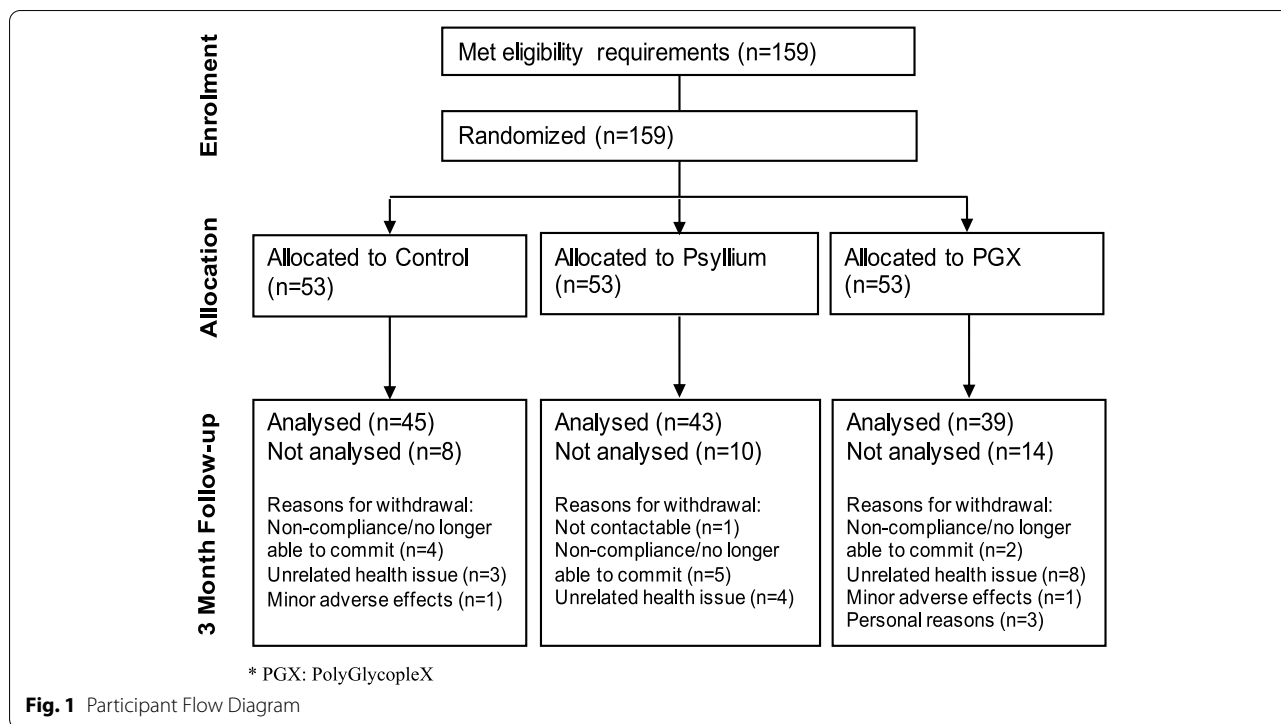 Enrolment
Met eligibility requirements (n=159)
Randomized (n=159)
Allocation
Allocated to Control
(n=53)
Allocated to Psyllium
(n=53)
Allocated to PGX
(n=53)
3 Month Follow-up
Analysed (n=45)
Not analysed (n=8)
Reasons for withdrawal:
Non-compliance/no longer
able to commit (n=4)
Unrelated health issue (n=3)
Minor adverse effects (n=1)
Analysed (n=43)
Not analysed (n=10)
Reasons for withdrawal:
Not contactable (n=1)
Non-compliance/no longer
able to commit (n=5)
Unrelated health issue (n=4)
Analysed (n=39)
Not analysed (n=14)
Reasons for withdrawal:
Non-compliance/no longer
able to commit (n=2)
Unrelated health issue (n=8)
Minor adverse effects (n=1)
Personal reasons (n=3)
* PGX: PolyGlycopleX
Fig. 1 Participant Flow Diagram